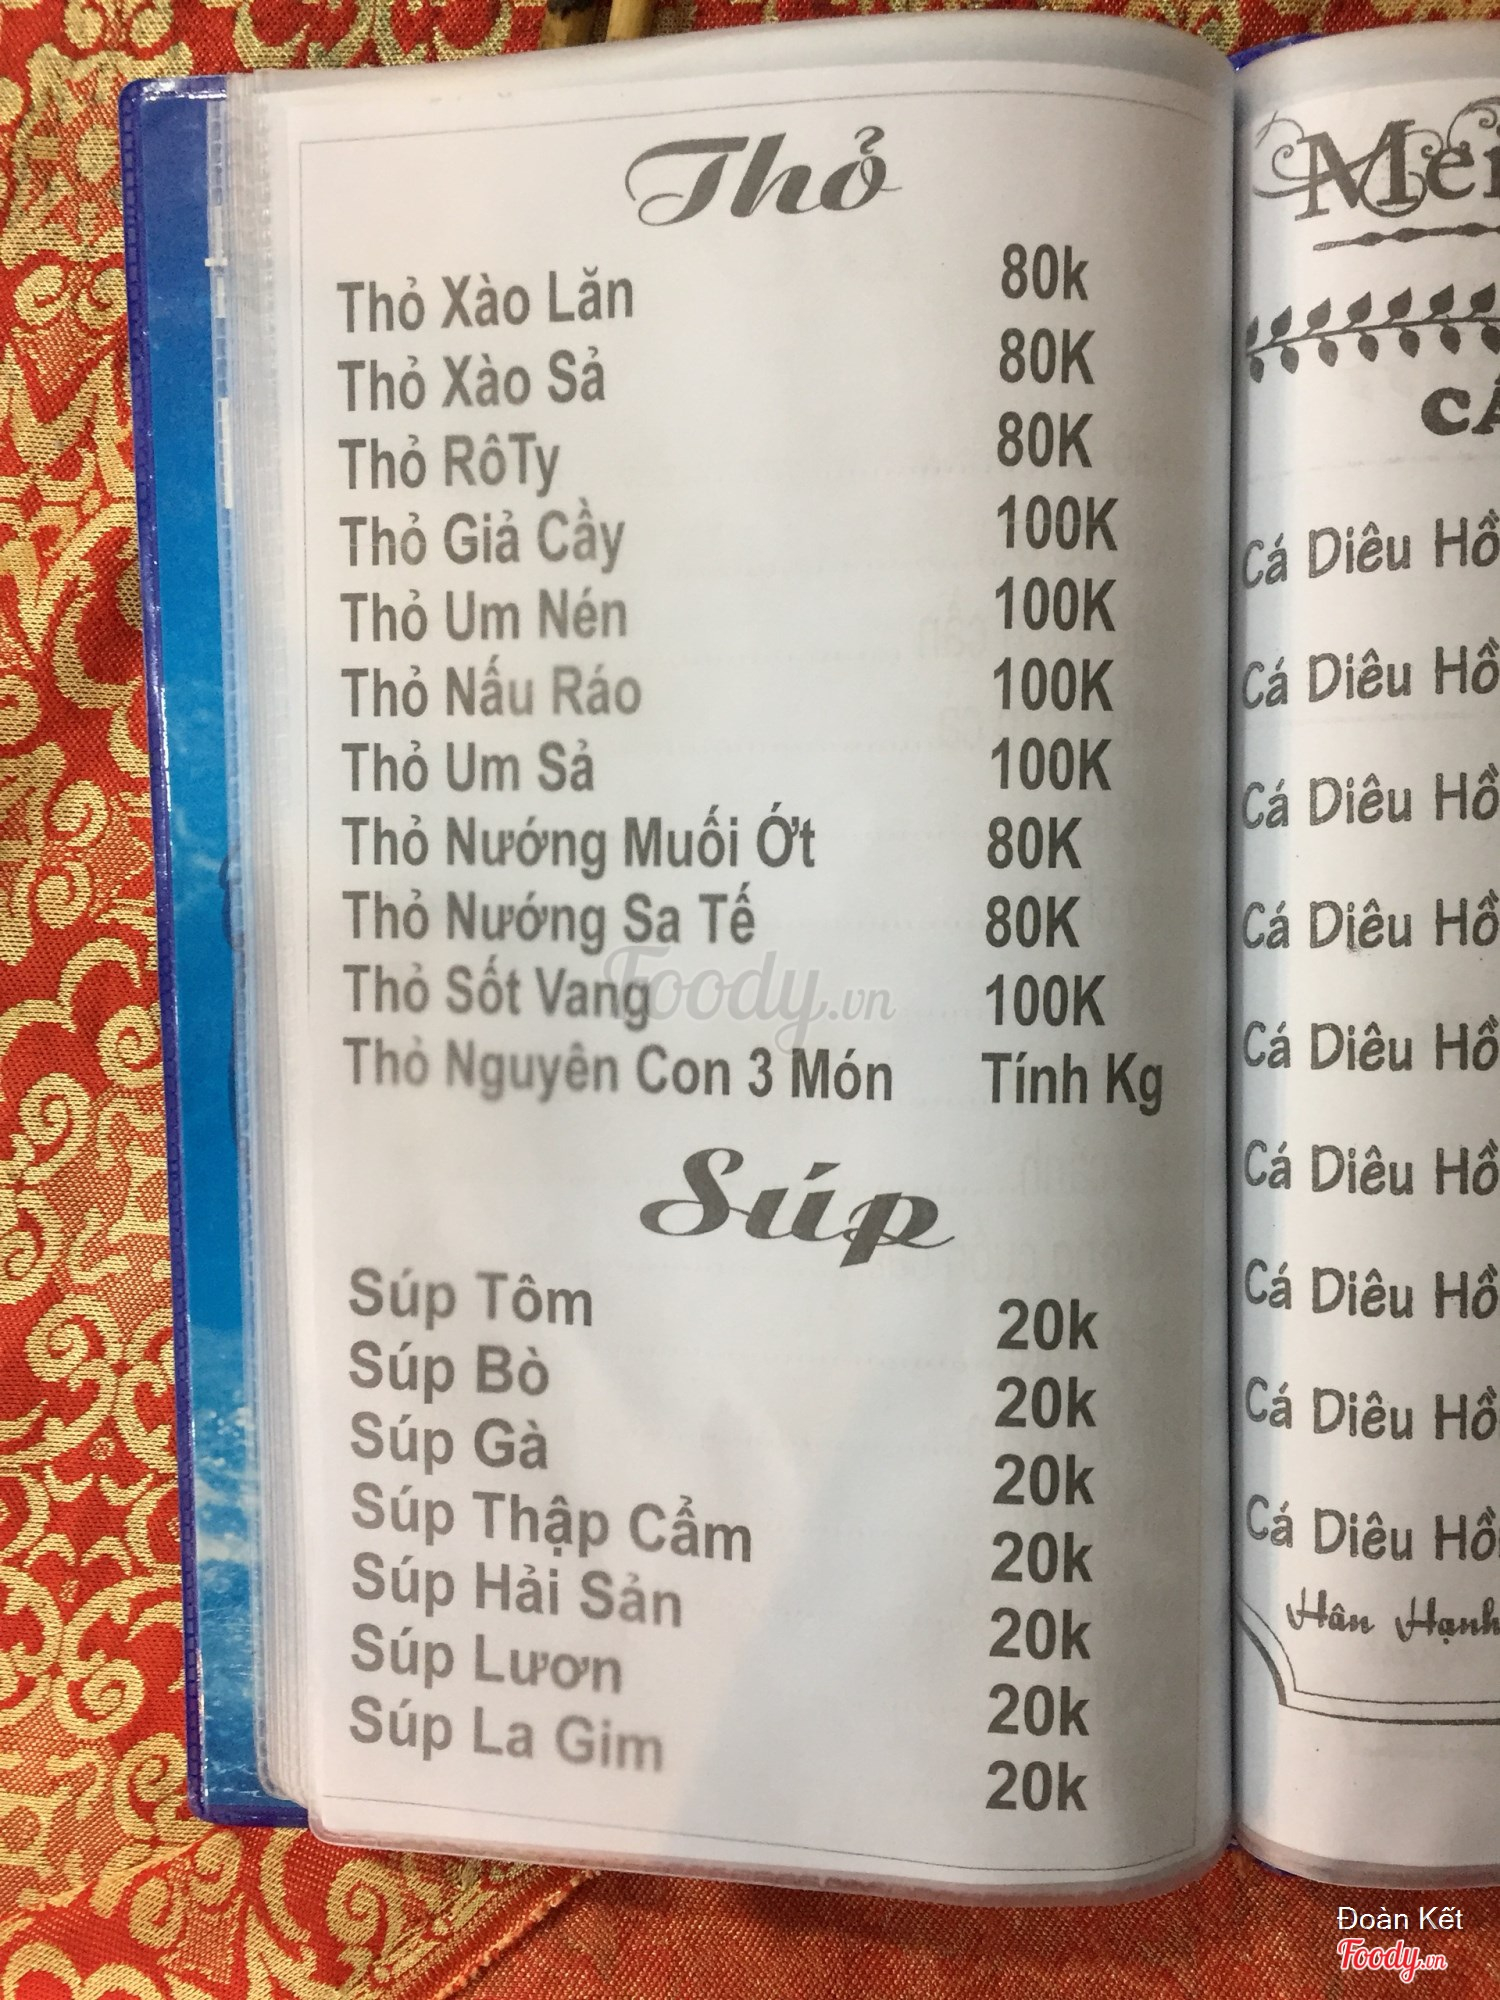 Thỏ
Thỏ Xào Lăn 80k
Thỏ Xào Sả 80K
Thỏ RôTy 80K
Thỏ Giả Cầy 100K
Thỏ Um Nén 100K
Thỏ Nấu Ráo 100K
Thỏ Um Sả 100K
Thỏ Nướng Muối Ớt 80K
Thỏ Nướng Sa Tế 80K
Thỏ Sốt Vang 100K
Thỏ Nguyên Con 3 Món Tính Kg
Súp
Súp Tôm 20k
Súp Bò 20k
Súp Gà 20k
Súp Thập Cẩm 20k
Súp Hải Sản 20k
Súp Lươn 20k
Súp La Gim 20k
Foody.vn
Cá Diêu Hồ
Cá Diêu Hồ
Cá Diêu Hồ
Cá Diêu Hồ
Cá Diêu Hồ
Cá Diêu Hồ
Cá Diêu Hồ
Cá Diêu Hồ
Cá Diêu Hồ
Hân Hạnh
Đoàn Kết
Foody.vn